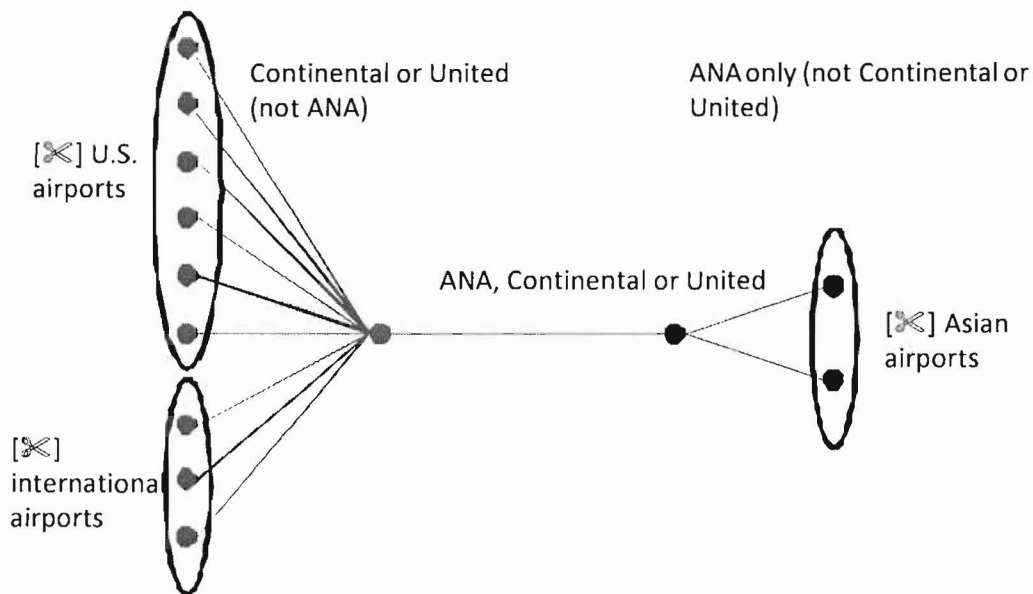 Continental or United
(not ANA)
ANA only (not Continental or
United)
[✂] U.S.
airports
ANA, Continental or United
[✂] Asian
airports
[✂]
international
airports